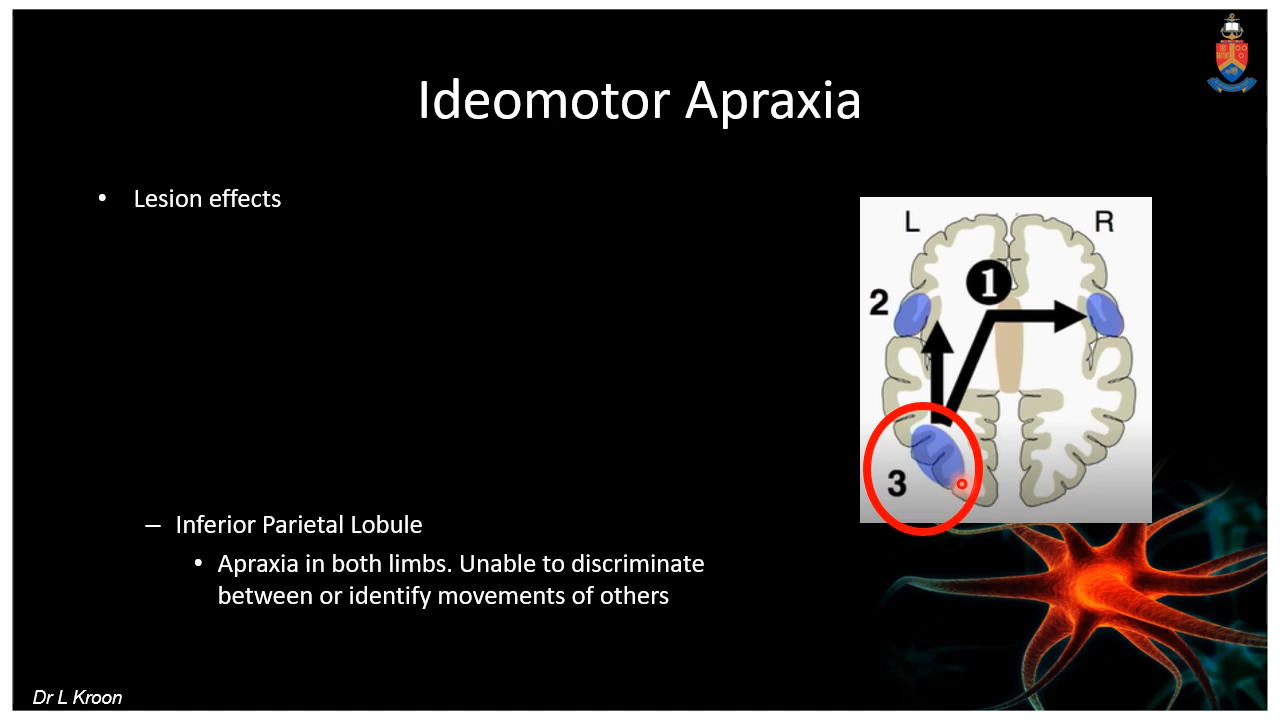 Ideomotor Apraxia
• Lesion effects
L
R
1
2
3
– Inferior Parietal Lobule
• Apraxia in both limbs. Unable to discriminate
between or identify movements of others
Dr L Kroon